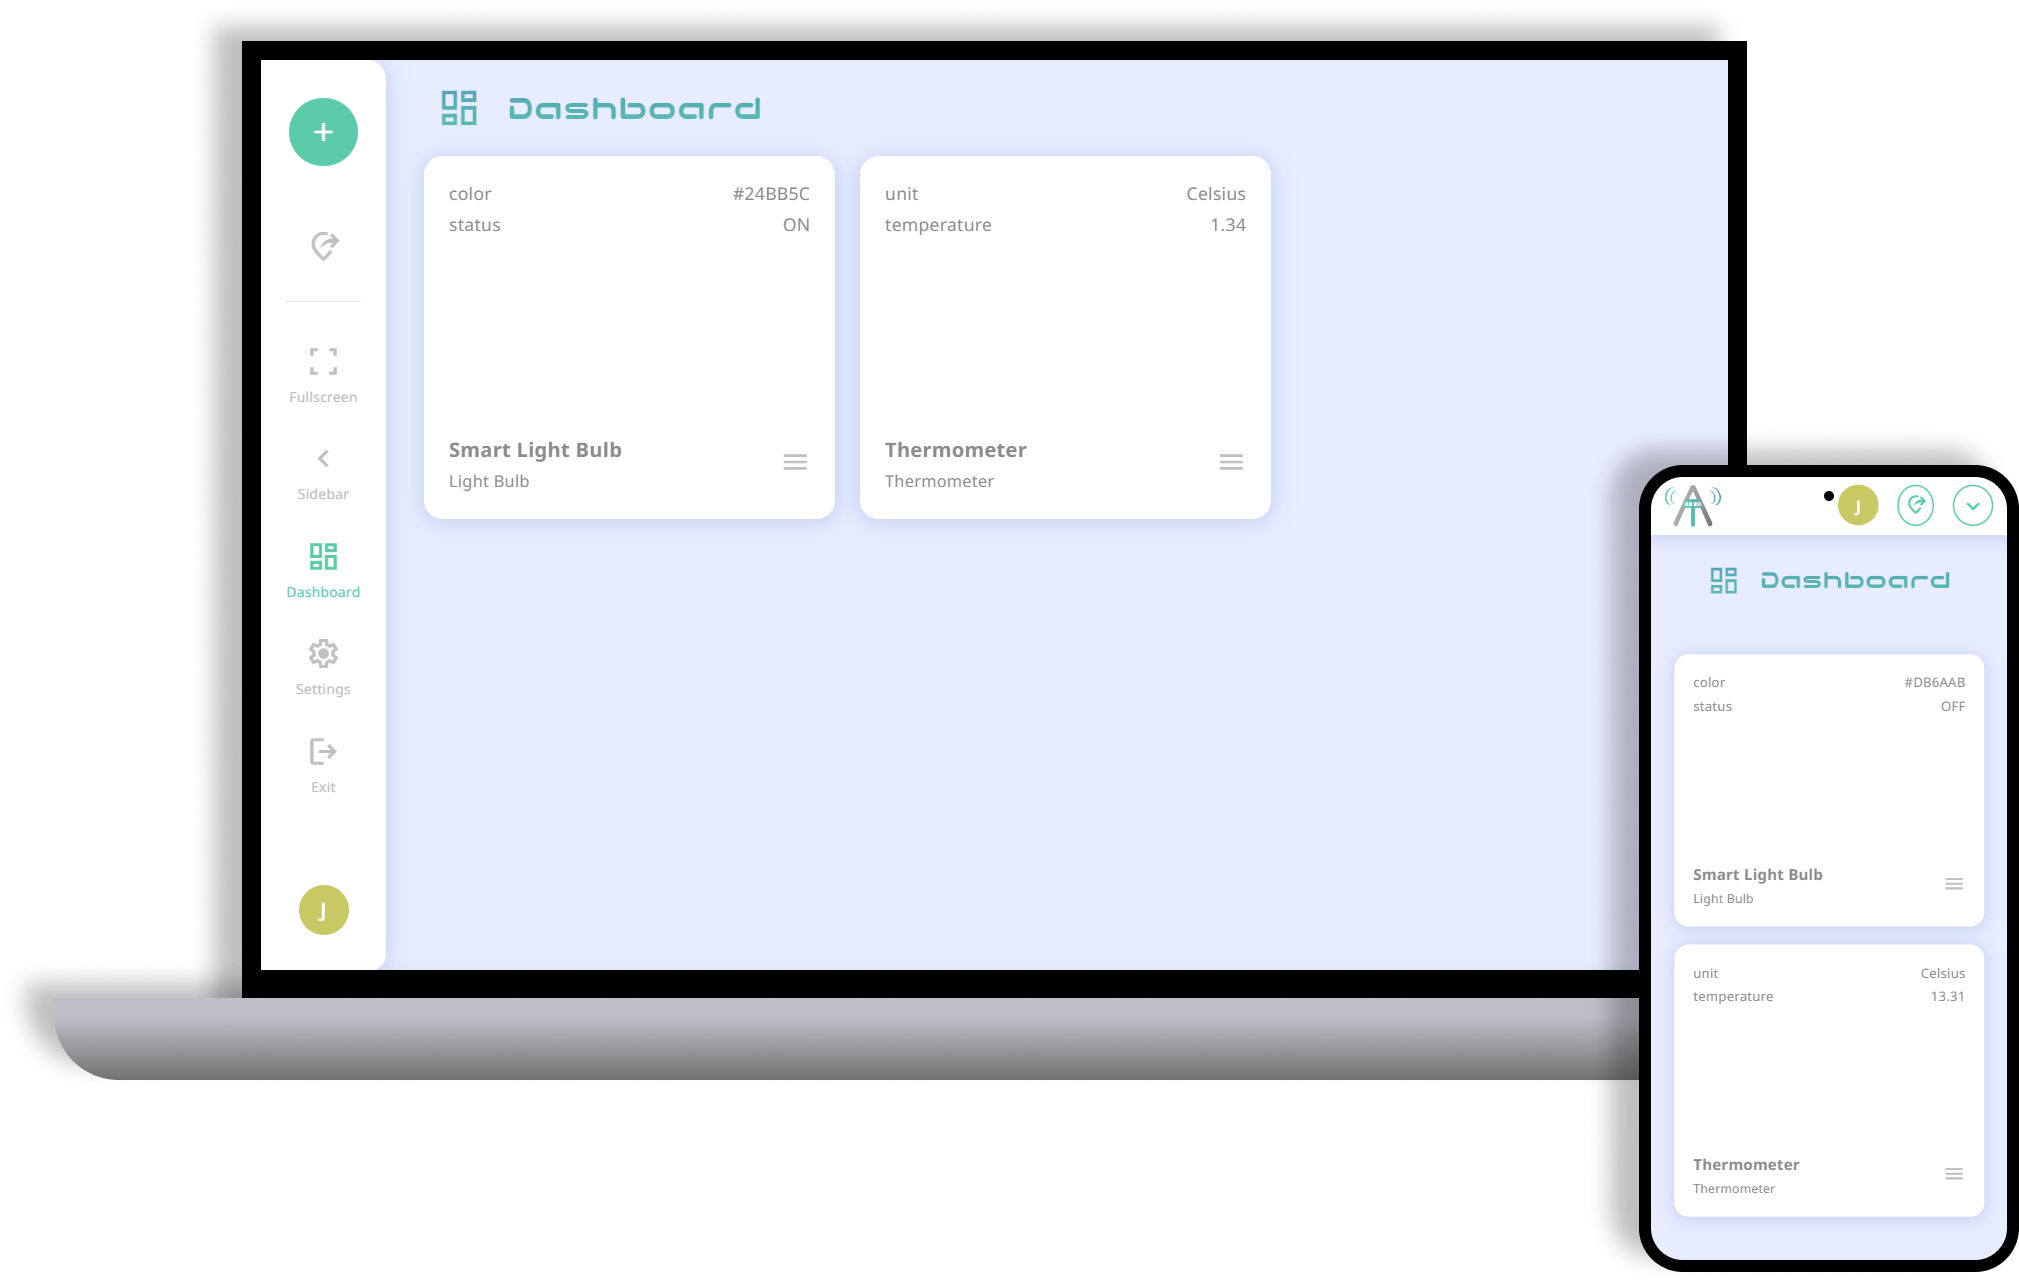 +
Fullscreen
Sidebar
Dashboard
Settings
Exit
J
Dashboard
color #24BB5C
status ON
Smart Light Bulb
Light Bulb
unit Celsius
temperature 1.34
Thermometer
Thermometer
J
Dashboard
color #DB6AAB
status OFF
Smart Light Bulb
Light Bulb
unit Celsius
temperature 13.31
Thermometer
Thermometer